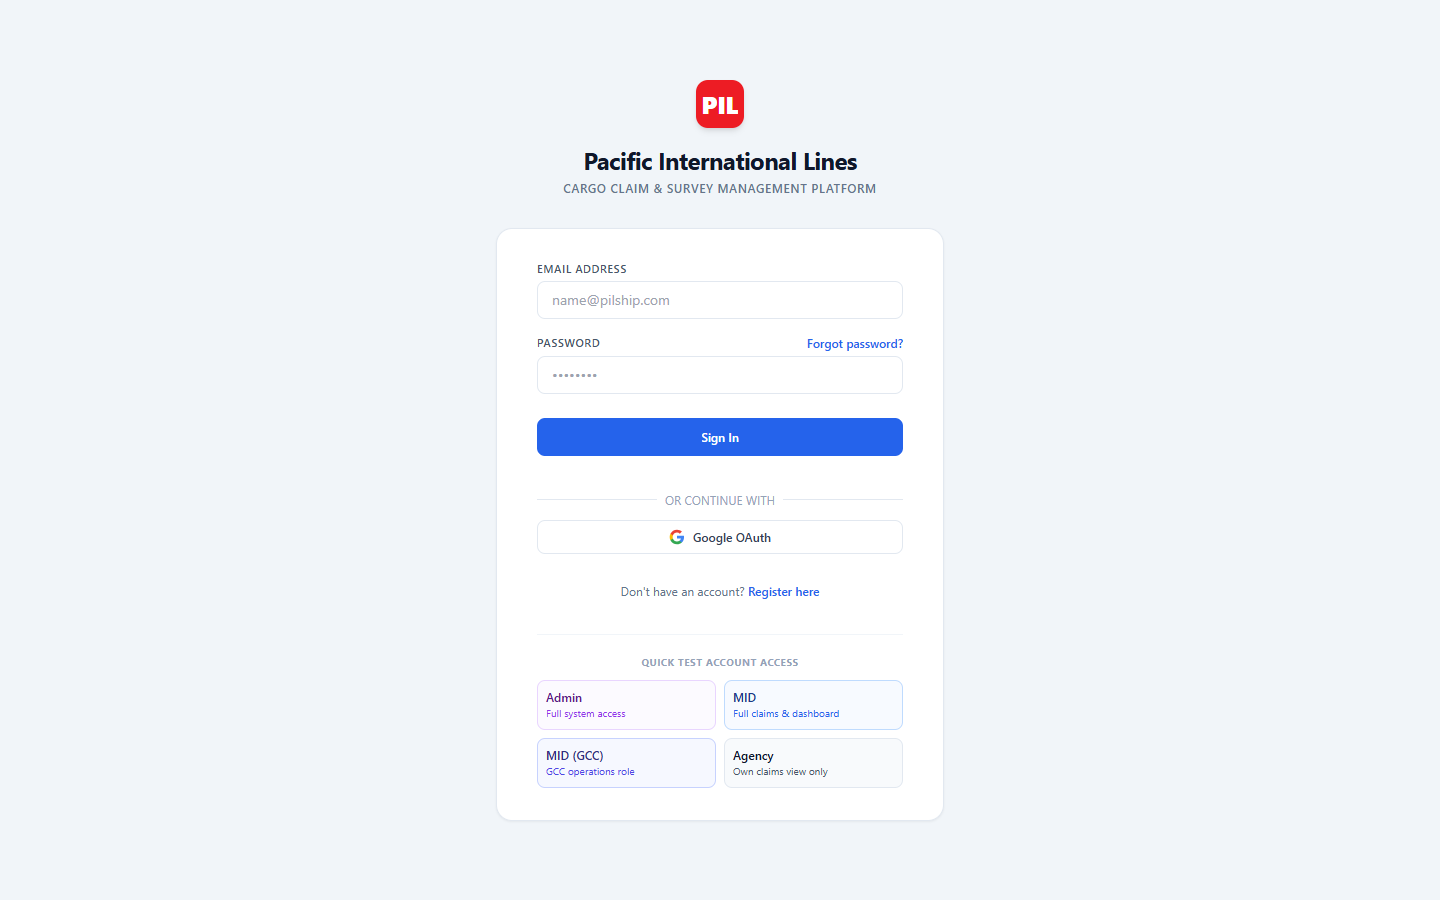 PIL
Pacific International Lines
CARGO CLAIM & SURVEY MANAGEMENT PLATFORM
EMAIL ADDRESS
name@pilship.com
PASSWORD
Forgot password?
••••••••
Sign In
OR CONTINUE WITH
Google OAuth
Don't have an account? Register here
QUICK TEST ACCOUNT ACCESS
Admin
Full system access
MID
Full claims & dashboard
MID (GCC)
GCC operations role
Agency
Own claims view only